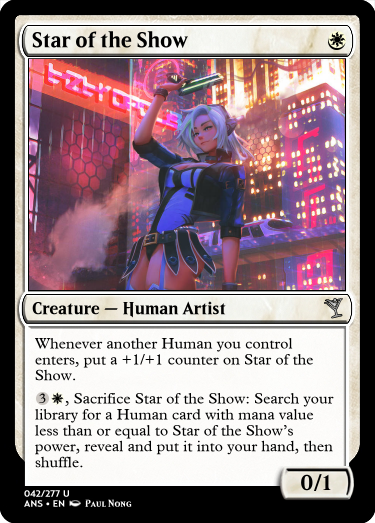 Star of the Show
Creature — Human Artist
Whenever another Human you control
enters, put a +1/+1 counter on Star of the
Show.
3, Sacrifice Star of the Show: Search your
library for a Human card with mana value
less than or equal to Star of the Show's
power, reveal and put it into your hand, then
shuffle.
0/1
042/277 U
ANS • EN Paul Nong